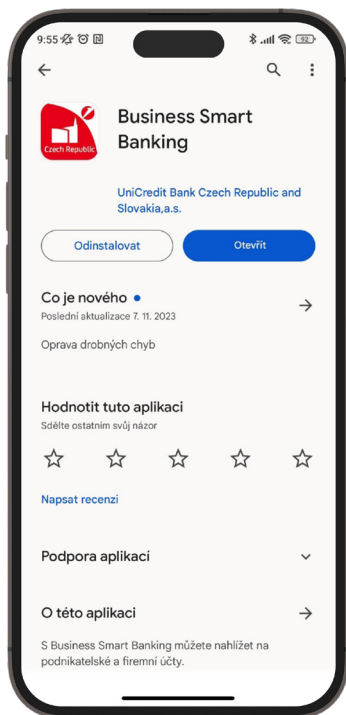 9:55
92
Czech Republic
Business Smart
Banking
UniCredit Bank Czech Republic and
Slovakia,a.s.
Odinstalovat
Otevřít
Co je nového
Poslední aktualizace 7. 11. 2023
Oprava drobných chyb
Hodnotit tuto aplikaci
Sdělte ostatním svůj názor
Napsat recenzi
Podpora aplikací
O této aplikaci
S Business Smart Banking můžete nahlížet na
podnikatelské a firemní účty.